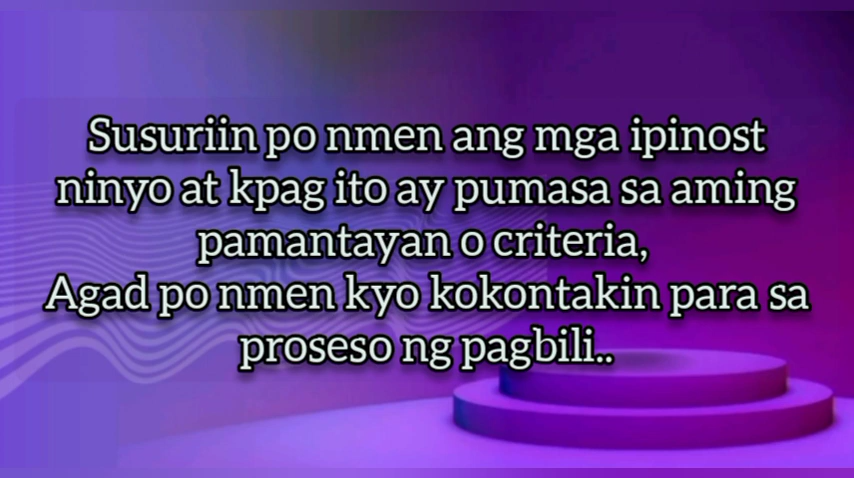 Susuriin po nmen ang mga ipinost
ninyo at kpag ito ay pumasa sa aming
pamantayan o criteria,
Agad po nmen kyo kokontakin para sa
proseso ng pagbili..